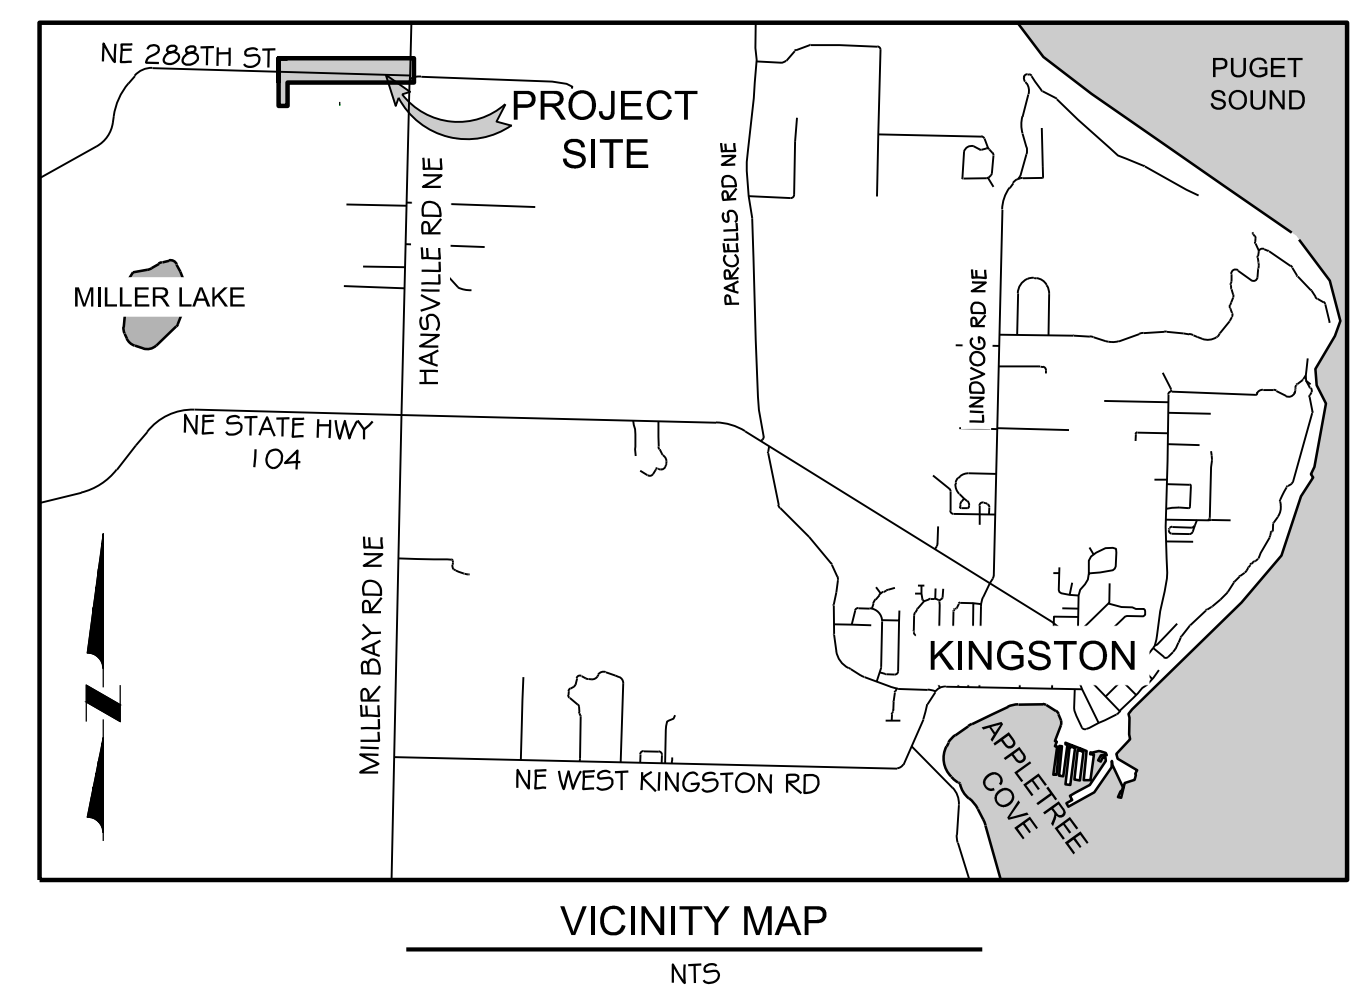 NE 288TH ST
PUGET
SOUND
PROJECT
SITE
HANSVILLE RD NE
PARCELLS RD NE
MILLER LAKE
LINDVOG RD NE
NE STATE HWY
104
MILLER BAY RD NE
KINGSTON
NE WEST KINGSTON RD
APPLETREE
COVE
VICINITY MAP
NTS